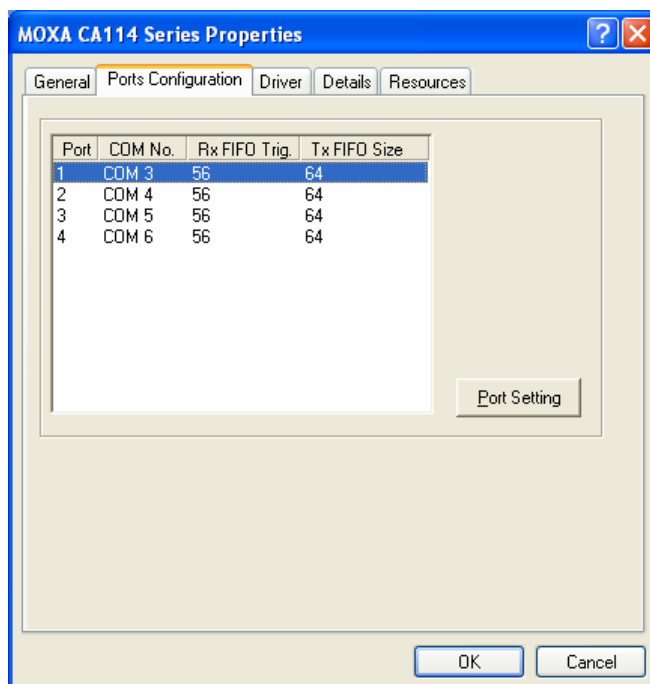 MOXA CA114 Series Properties
General Ports Configuration Driver Details Resources
Port COM No. Rx FIFO Trig. Tx FIFO Size
1 COM 3 56 64
2 COM 4 56 64
3 COM 5 56 64
4 COM 6 56 64
Port Setting
OK Cancel